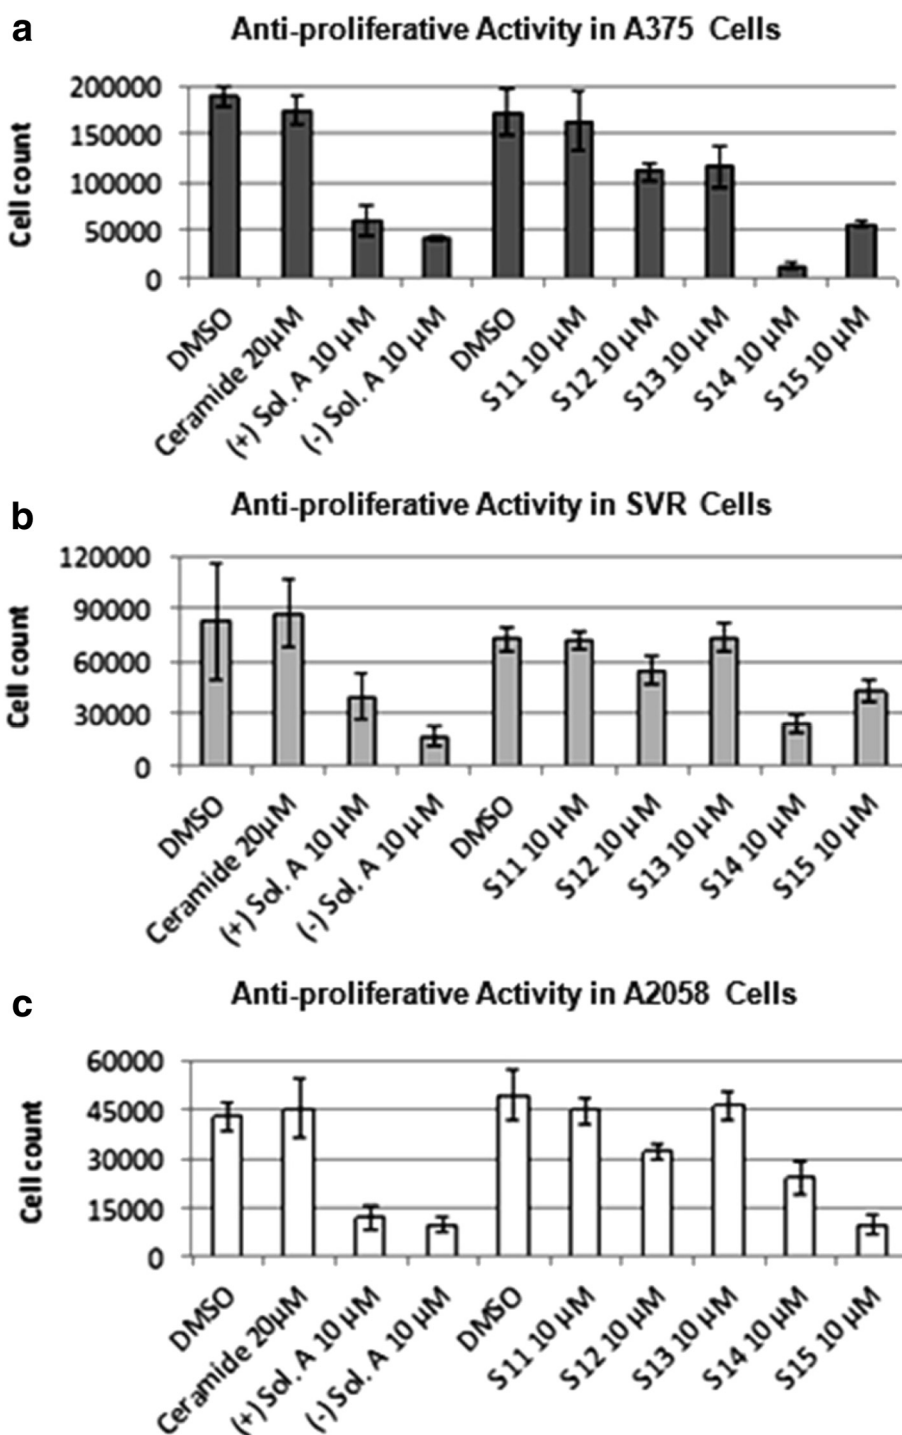 a
Anti-proliferative Activity in A375 Cells
Cell count
200000
150000
100000
50000
0
DMSO
Ceramide 20µM
(+) Sol. A 10 µM
(-) Sol. A 10 µM
DMSO
S11 10 µM
S12 10 µM
S13 10 µM
S14 10 µM
S15 10 µM
b
Anti-proliferative Activity in SVR Cells
Cell count
120000
90000
60000
30000
0
DMSO
Ceramide 20µM
(+) Sol. A 10 µM
(-) Sol. A 10 µM
DMSO
S11 10 µM
S12 10 µM
S13 10 µM
S14 10 µM
S15 10 µM
c
Anti-proliferative Activity in A2058 Cells
Cell count
60000
45000
30000
15000
0
DMSO
Ceramide 20µM
(+) Sol. A 10 µM
(-) Sol. A 10 µM
DMSO
S11 10 µM
S12 10 µM
S13 10 µM
S14 10 µM
S15 10 µM